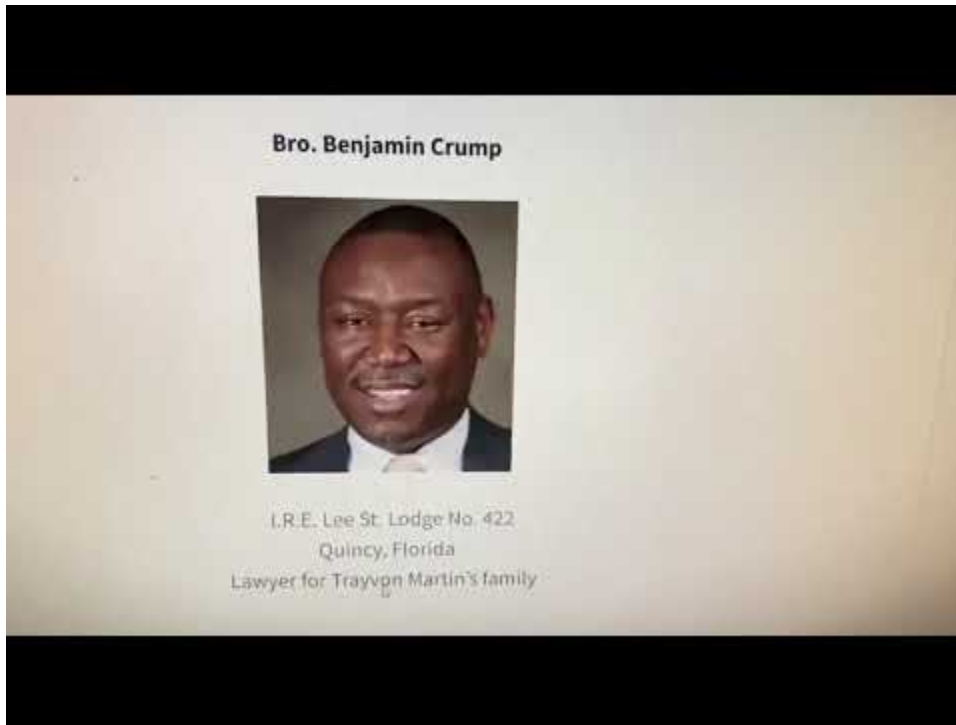 Bro. Benjamin Crump
I.R.E. Lee St. Lodge No. 422
Quincy, Florida
Lawyer for Trayvon Martin's family